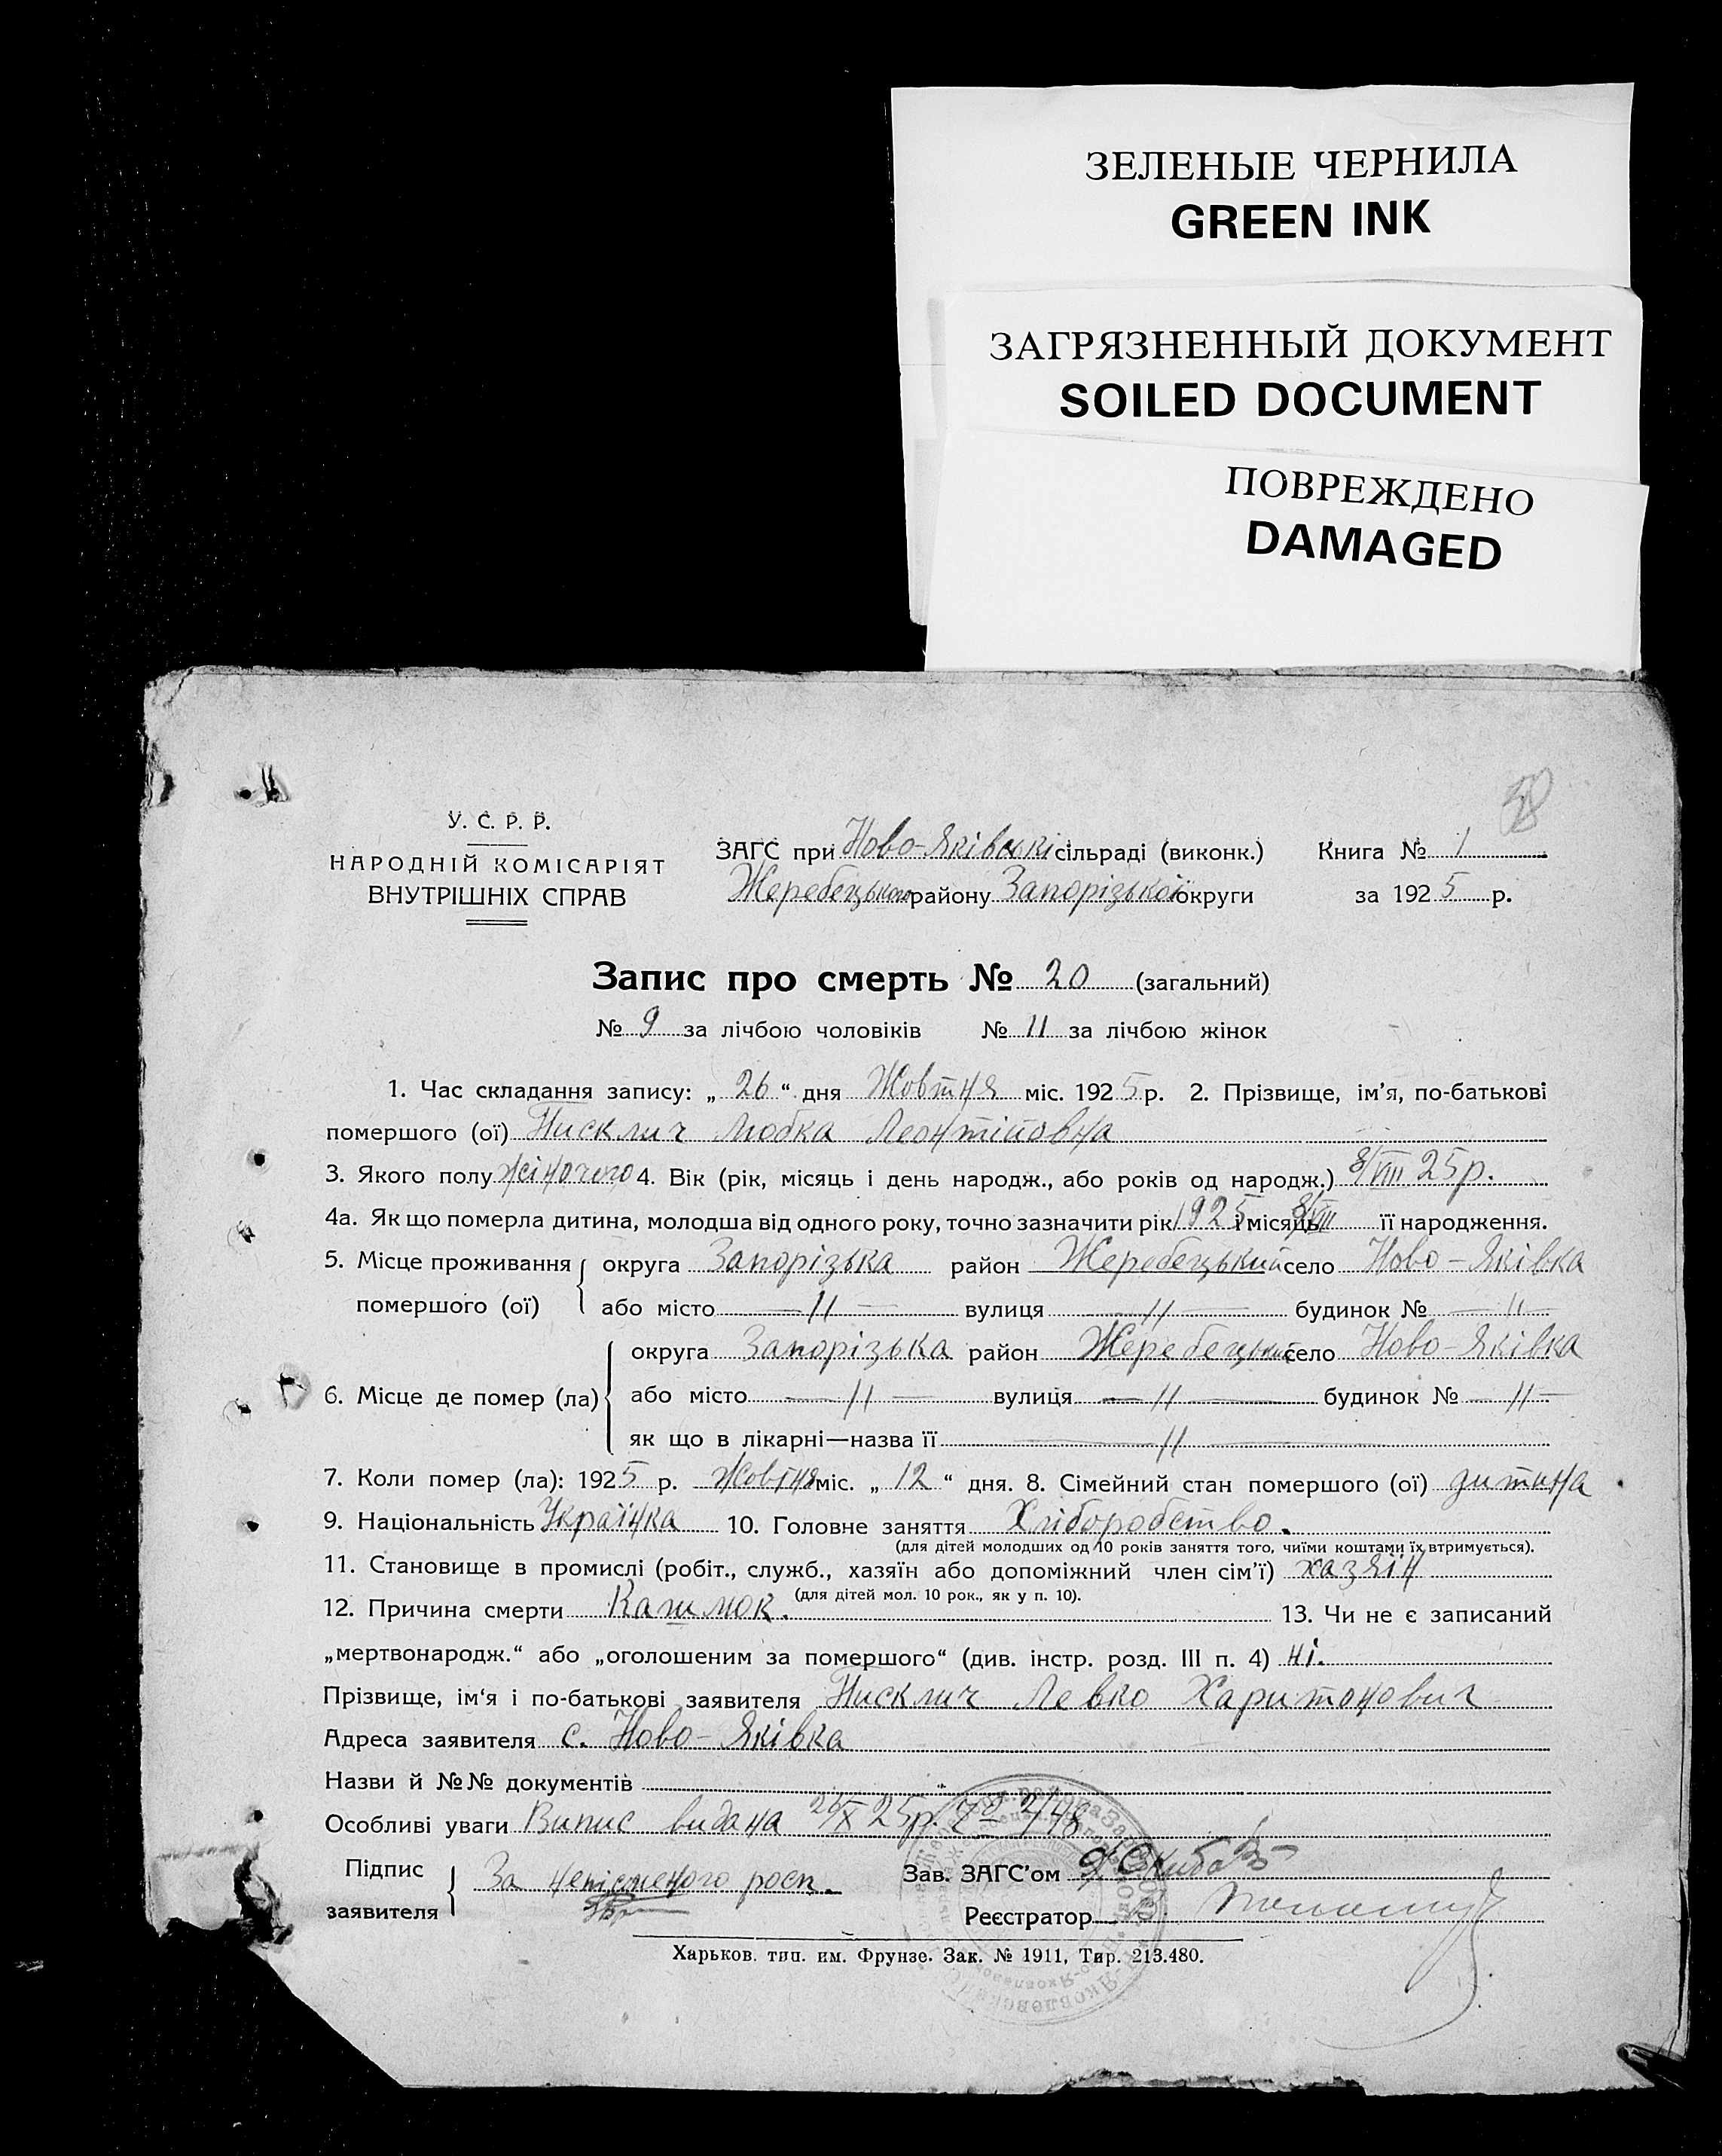 ЗЕЛЕНЫЕ ЧЕРНИЛА
GREEN INK
ЗАГРЯЗНЕННЫЙ ДОКУМЕНТ
SOILED DOCUMENT
ПОВРЕЖДЕНО
DAMAGED
У. С. Р. Р.
НАРОДНІЙ КОМІСАРІЯТ
ВНУТРІШНІХ СПРАВ
ЗАГС при Ново-Яківські сільраді (виконк.) Книга № 1
Жеребецького району Запорізької округи за 1925 р.
Запис про смерть № 20 (загальний)
№ 9 за лічбою чоловіків № 11 за лічбою жінок
1. Час складання запису: „ 26 “ дня Жовтня міс. 1925 р. 2. Прізвище, ім’я, по-батькові
помершого (ої) Писклич Любка Леонтіівна
3. Якого полу жіночого 4. Вік (рік, місяць і день народж., або років од народж.) 8/VIII 25р.
4а. Як що померла дитина, молодша від одного року, точно зазначити рік 1925 і місяць 8/VIII її народження.
5. Місце проживання округа Запорізька район Жеребецький село Ново-Яківка
помершого (ої) або місто — 11 — вулиця — 11 — будинок № — 11 —
округа Запорізька район Жеребецький село Ново-Яківка
6. Місце де помер (ла) або місто — 11 — вулиця — 11 — будинок № — 11 —
як що в лікарні—назва її — 11 —
7. Коли помер (ла): 1925 р. Жовтня міс. „ 12 “ дня. 8. Сімейний стан помершого (ої) дитина
9. Національність Українка 10. Головне заняття Хліборобство.
(для дітей молодших од 10 років заняття того, чиїми коштами їх втримується).
11. Становище в промислі (робіт., служб., хазяїн або допоміжний член сім’ї) хазяїн
(для дітей мол. 10 рок., як у п. 10).
12. Причина смерти Кашлюк. 13. Чи не є записаний
„мертвонародж.“ або „оголошеним за помершого“ (див. інстр. розд. III п. 4) ні.
Прізвище, ім‘я і по-батькові заявителя Писклич Левко Харитонович
Адреса заявителя с. Ново-Яківка
Назви й №№ документів
Особливі уваги Випис видана 26/X 25р.
Підпис
заявителя За неписменого росп.
Зав. ЗАГС’ом Скиба
Реєстратор
Харьков. тип. им. Фрунзе. Зак. № 1911, Тир. 213.480.